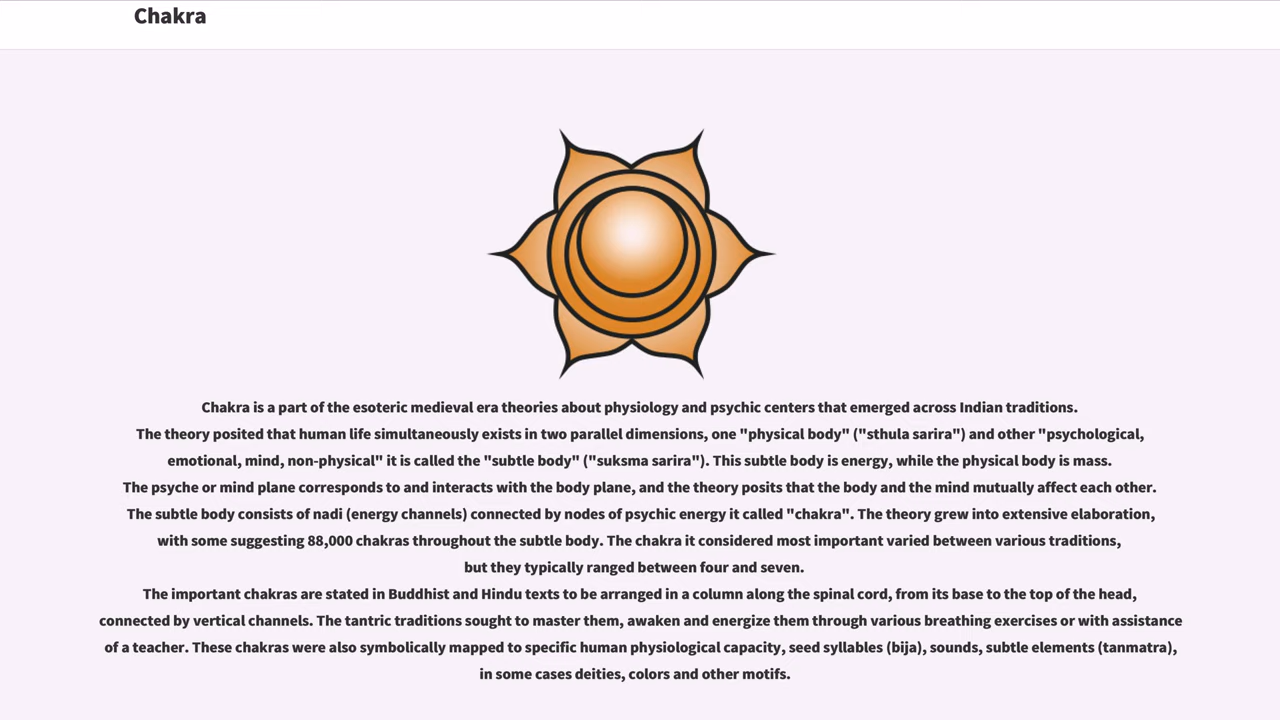 Chakra
Chakra is a part of the esoteric medieval era theories about physiology and psychic centers that emerged across Indian traditions.
The theory posited that human life simultaneously exists in two parallel dimensions, one "physical body" ("sthula sarira") and other "psychological,
emotional, mind, non-physical" it is called the "subtle body" ("suksma sarira"). This subtle body is energy, while the physical body is mass.
The psyche or mind plane corresponds to and interacts with the body plane, and the theory posits that the body and the mind mutually affect each other.
The subtle body consists of nadi (energy channels) connected by nodes of psychic energy it called "chakra". The theory grew into extensive elaboration,
with some suggesting 88,000 chakras throughout the subtle body. The chakra it considered most important varied between various traditions,
but they typically ranged between four and seven.
The important chakras are stated in Buddhist and Hindu texts to be arranged in a column along the spinal cord, from its base to the top of the head,
connected by vertical channels. The tantric traditions sought to master them, awaken and energize them through various breathing exercises or with assistance
of a teacher. These chakras were also symbolically mapped to specific human physiological capacity, seed syllables (bija), sounds, subtle elements (tanmatra),
in some cases deities, colors and other motifs.